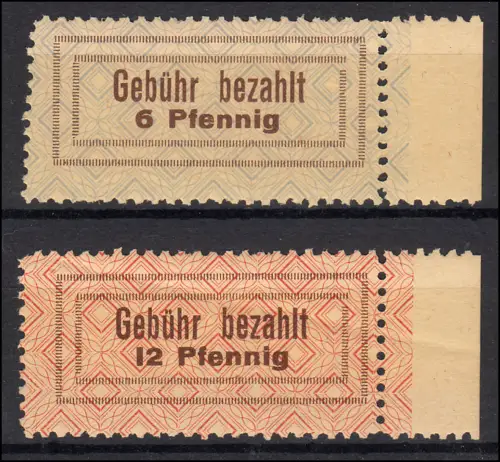 Gebühr bezahlt
6 Pfennig
Gebühr bezahlt
12 Pfennig